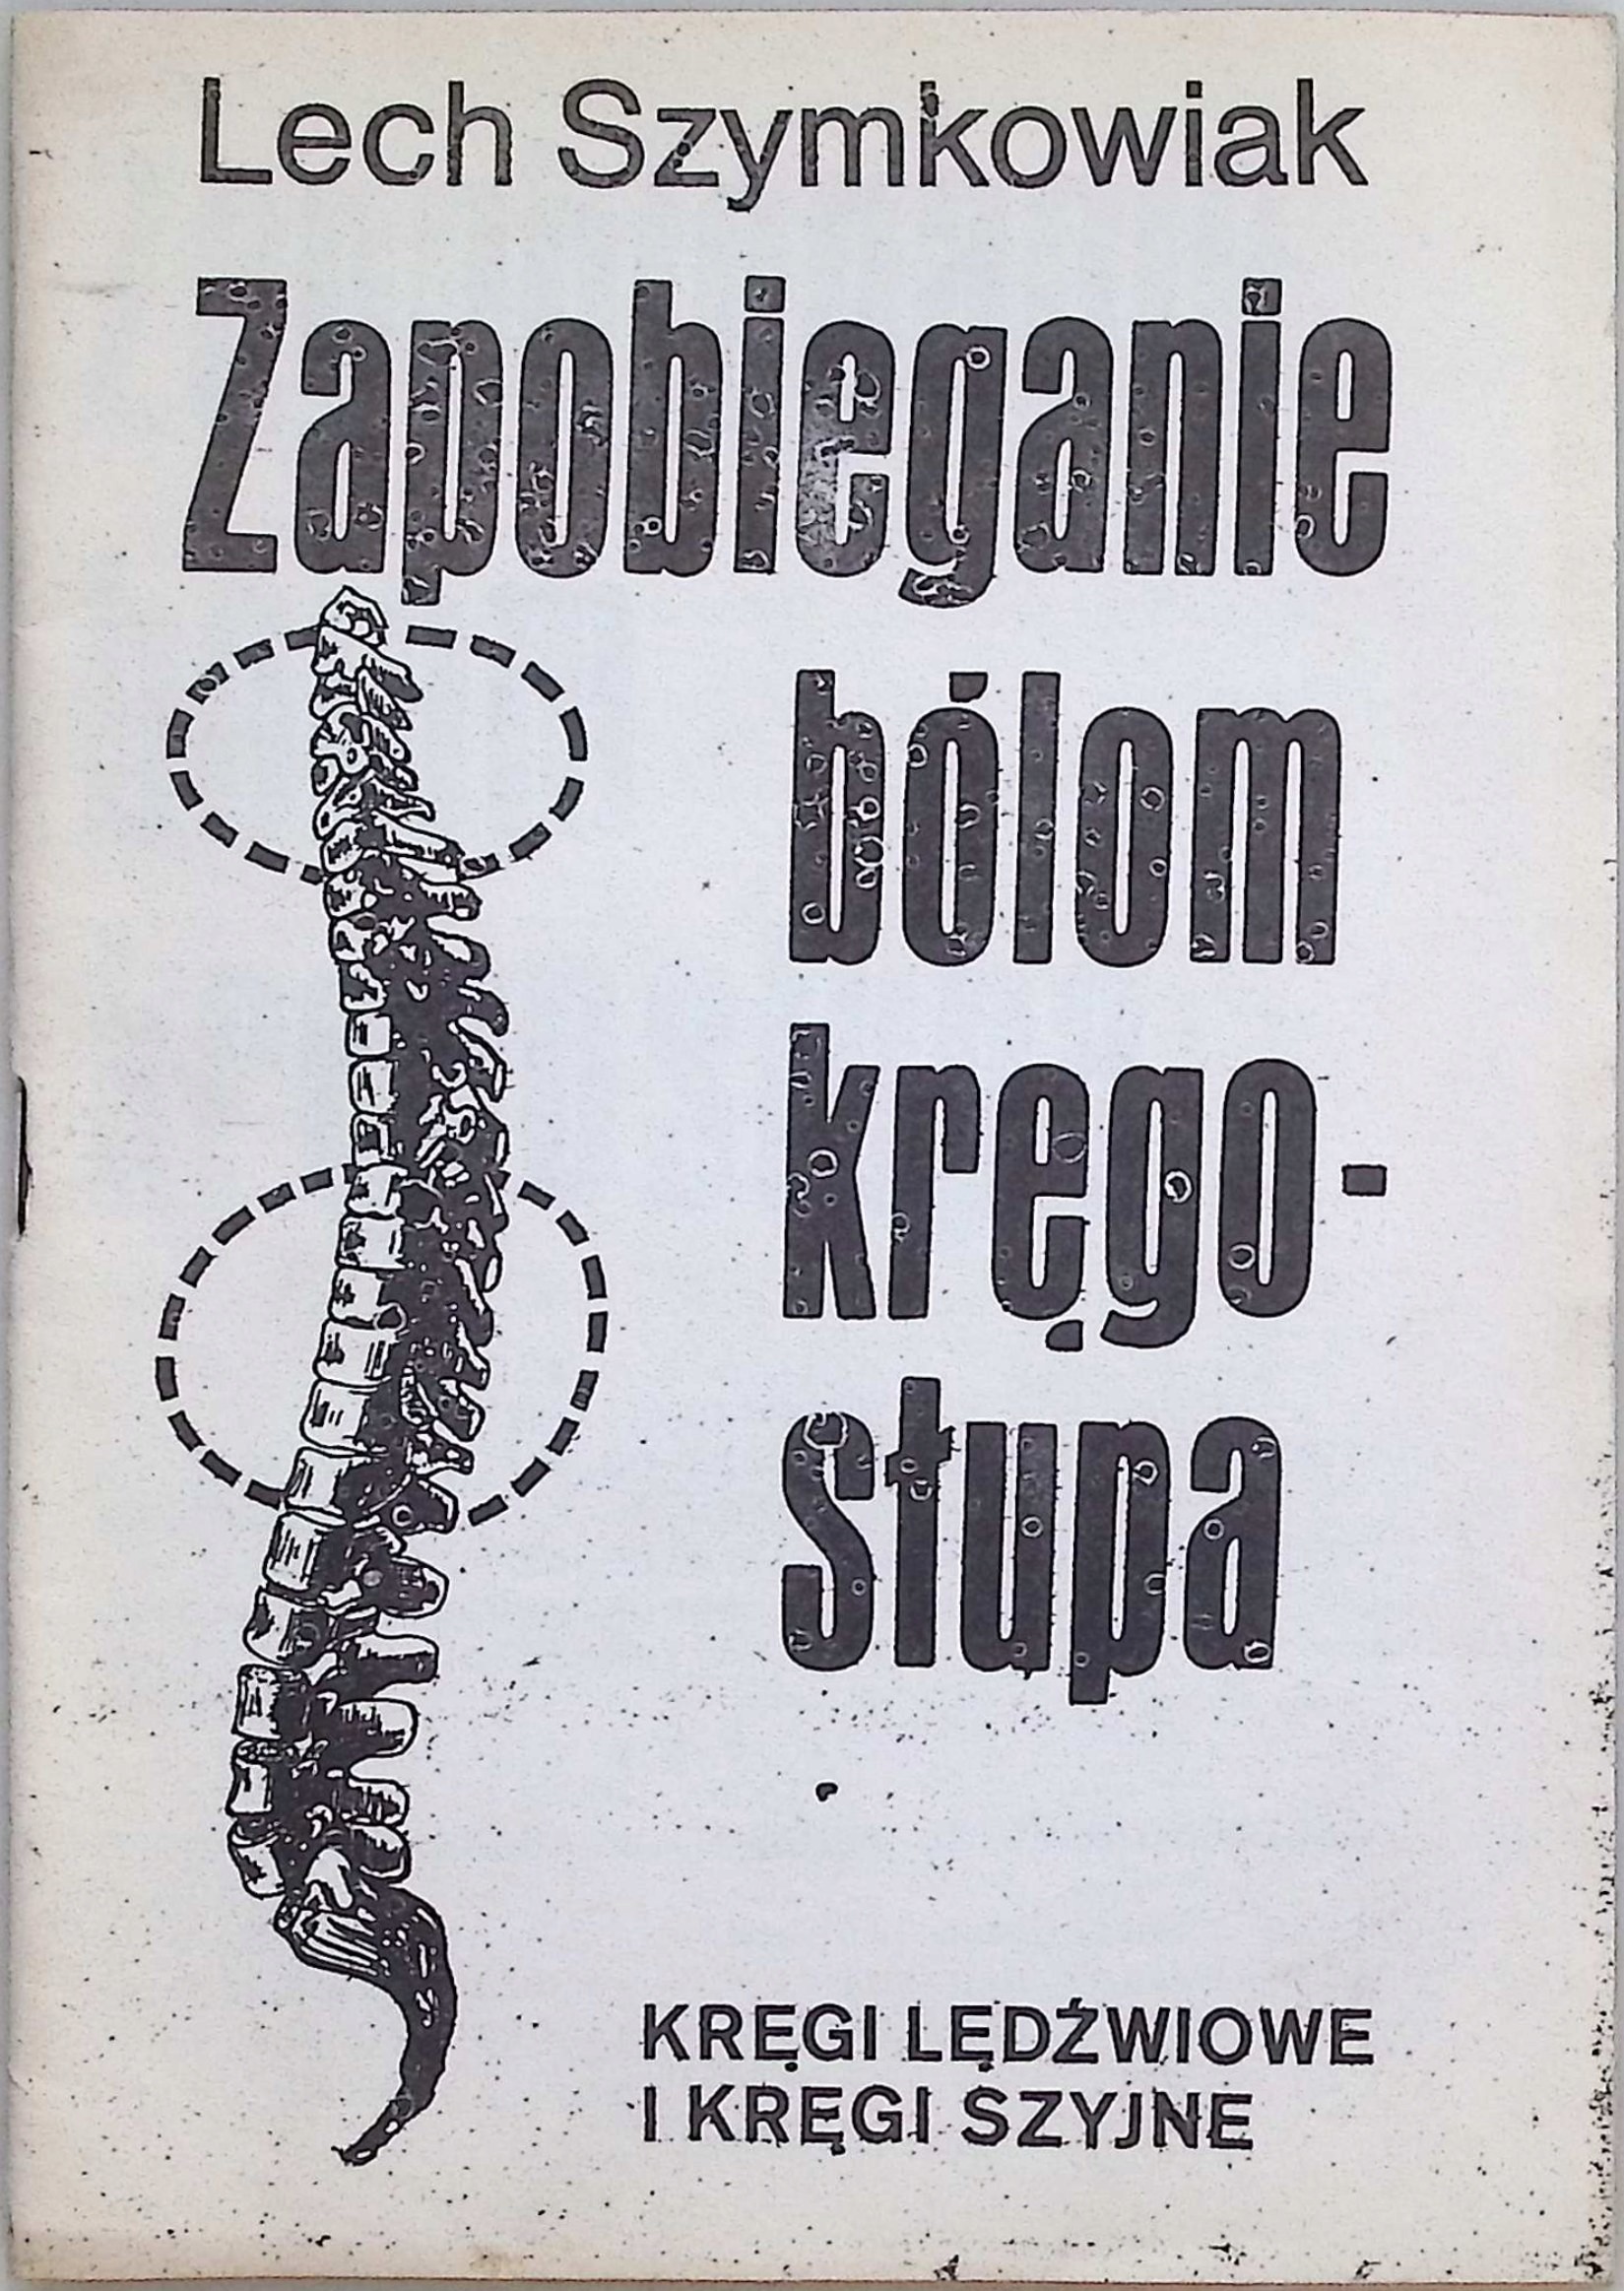 Lech Szymkowiak
Zapobieganie
bólom
kręgo-
słupa
KRĘGI LĘDŹWIOWE
I KRĘGI SZYJNE